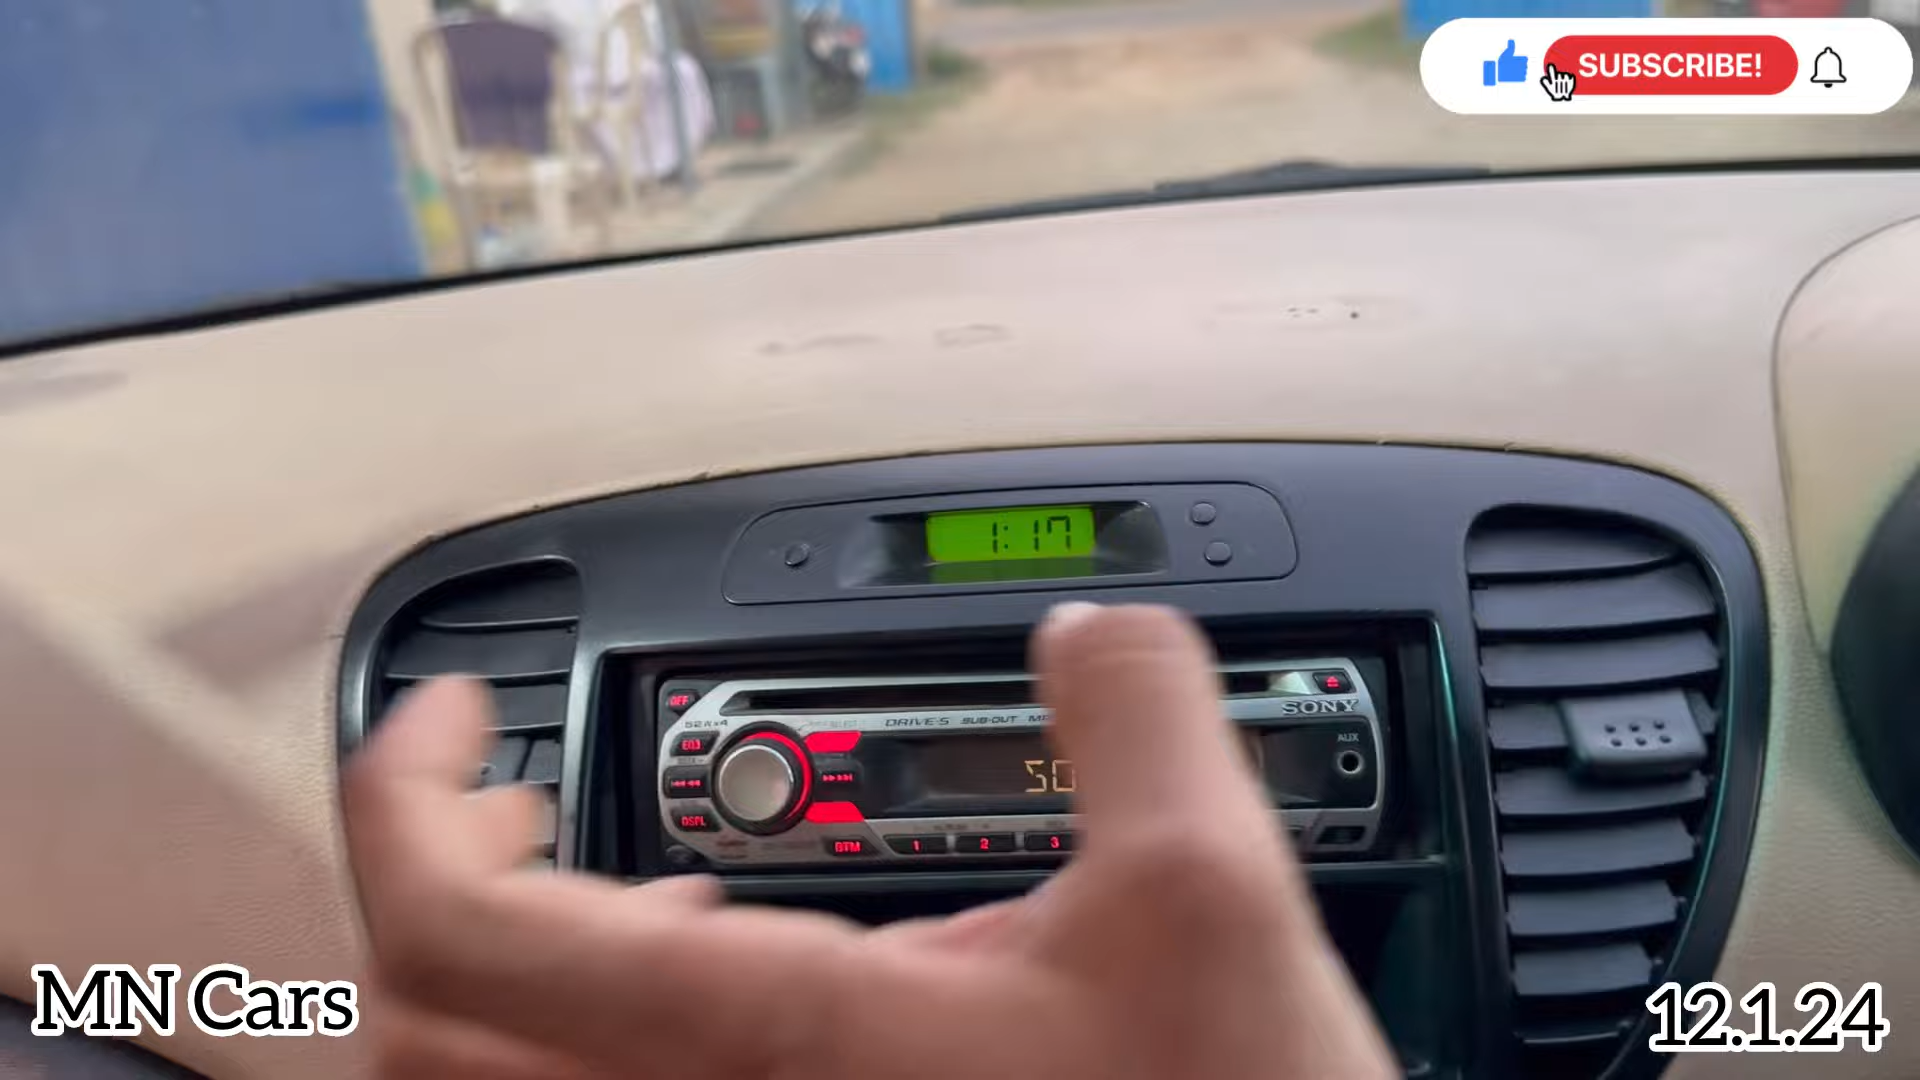 SUBSCRIBE!
1:17
OFF
52Wx4
DRIVE-S SUB-OUT
SONY
EQ3
AUX
DSPL
BTM 1 2 3
MN Cars
12.1.24